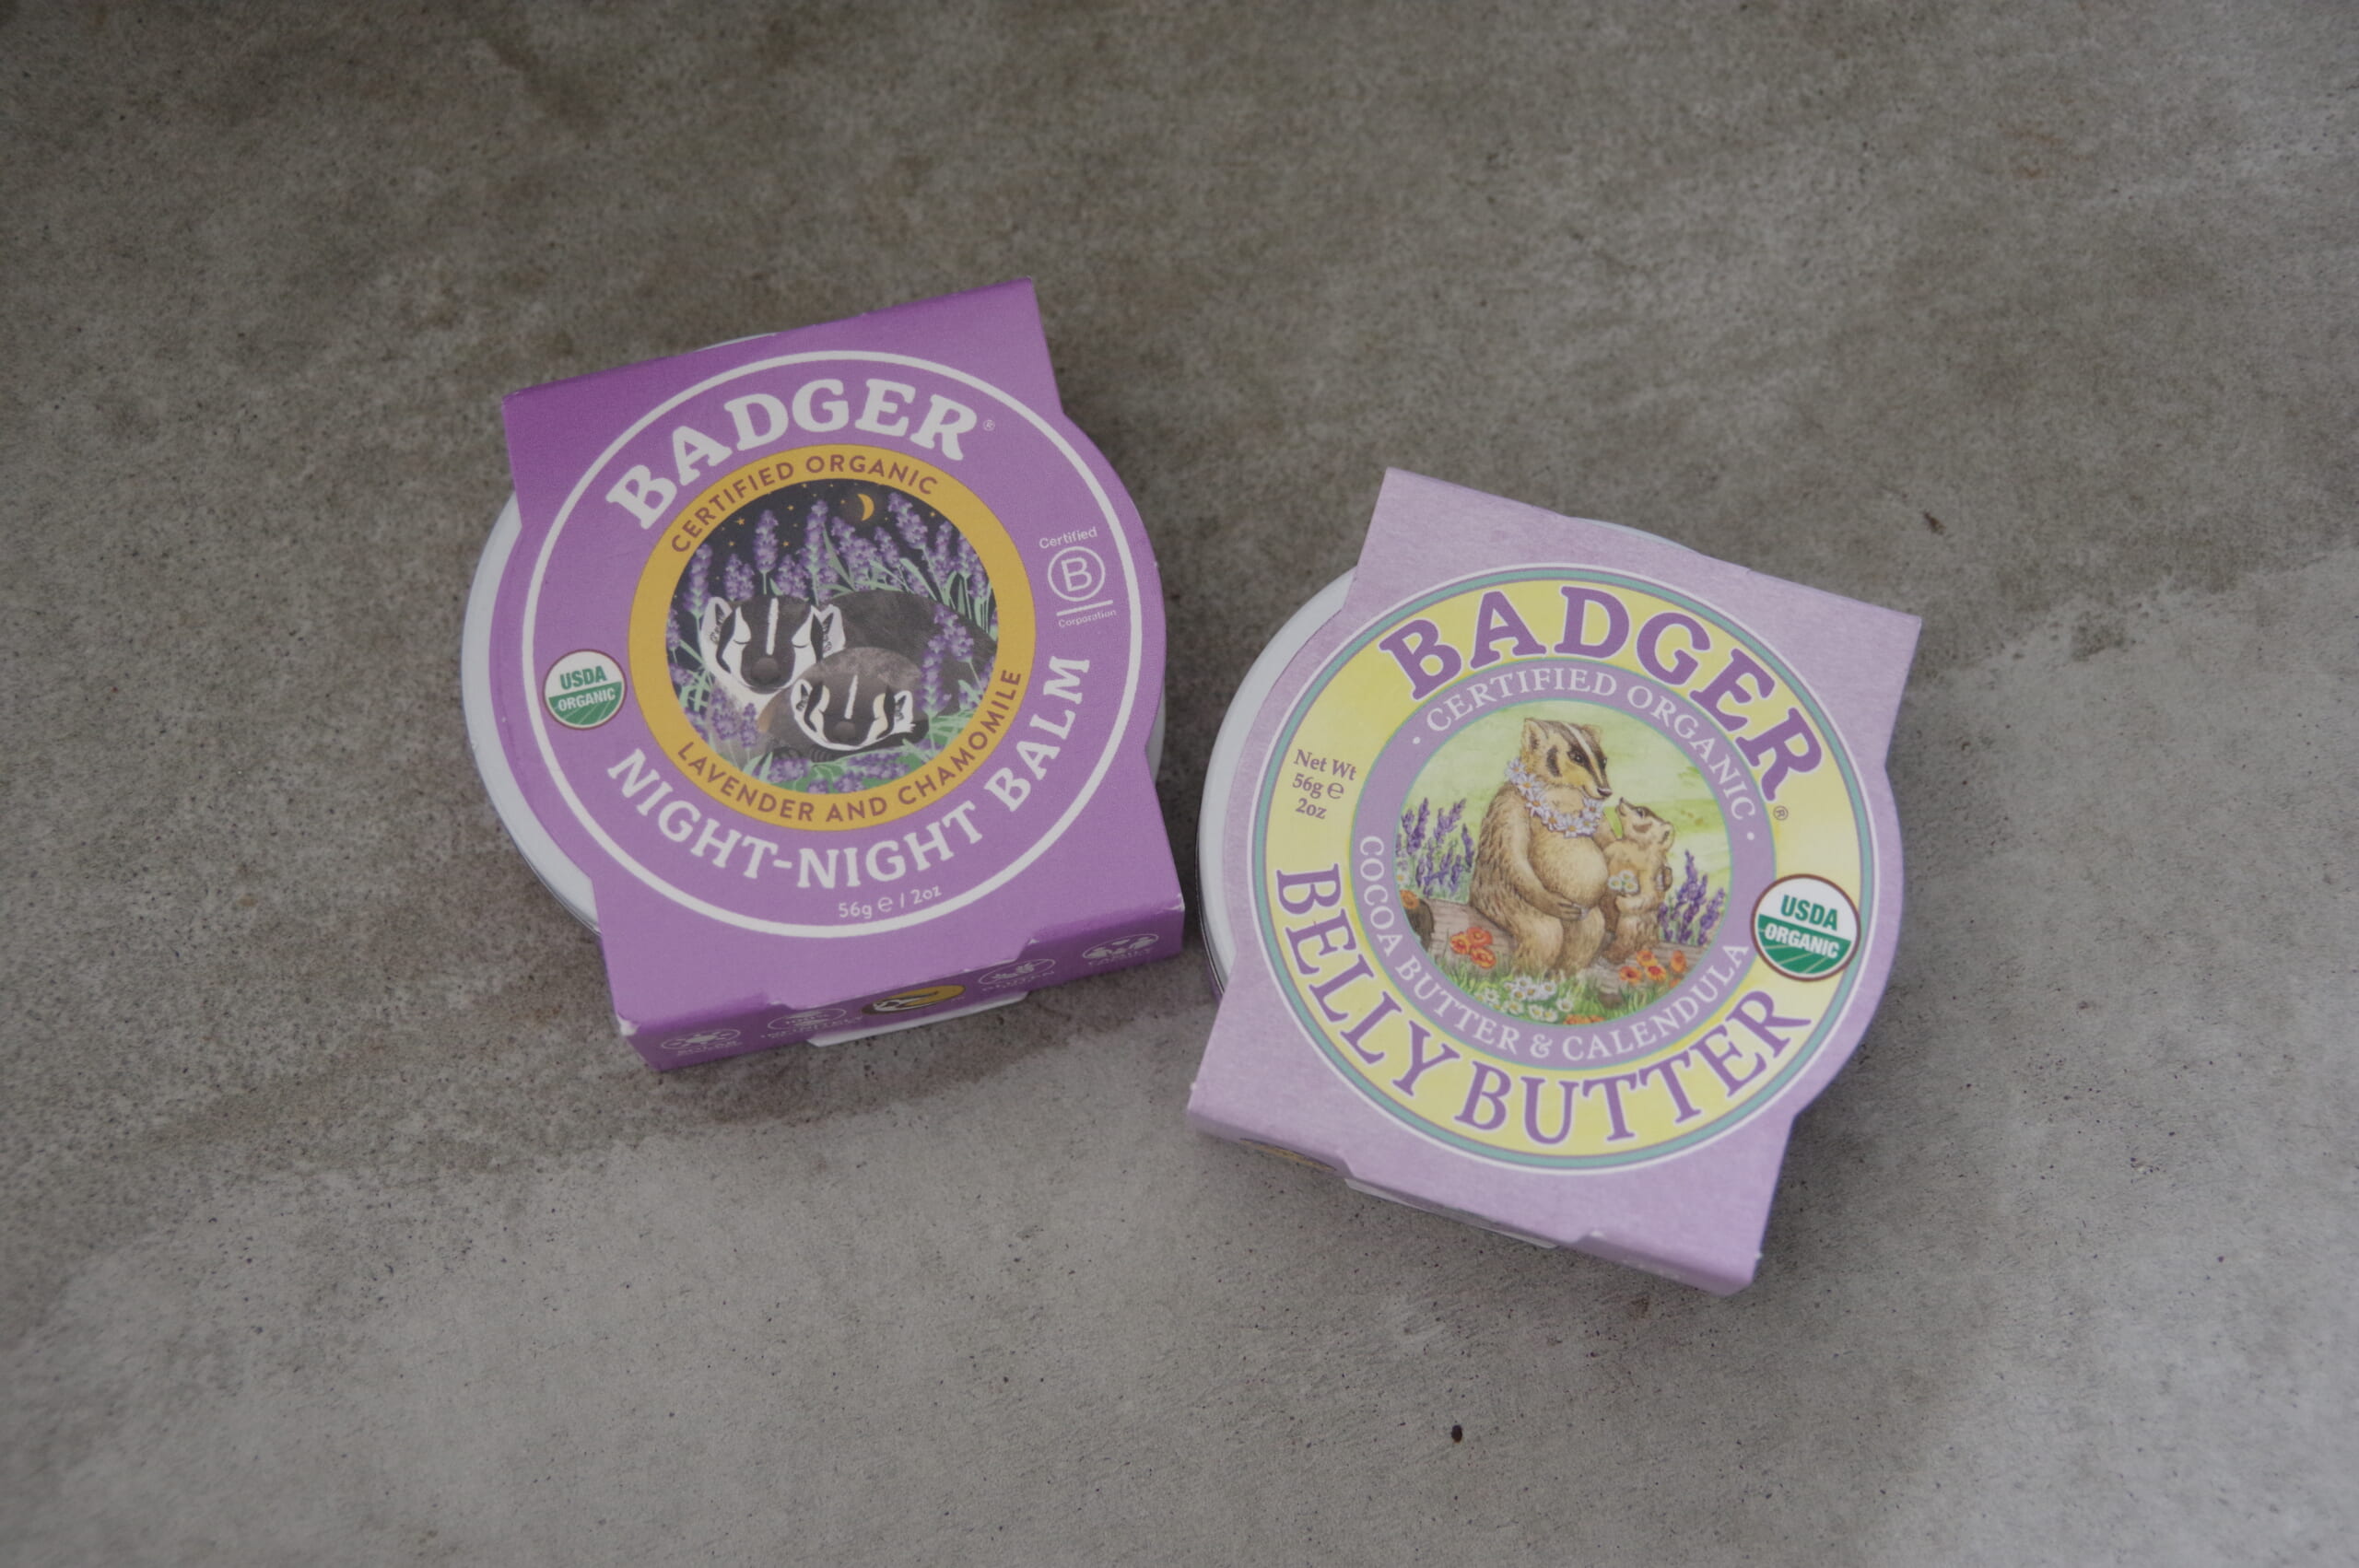 BADGER®
CERTIFIED ORGANIC
LAVENDER AND CHAMOMILE
Certified
B
Corporation
USDA
ORGANIC
NIGHT-NIGHT BALM
56g ℮ / 2oz
BADGER®
· CERTIFIED ORGANIC ·
Net Wt
56g ℮
2oz
COCOA BUTTER & CALENDULA
USDA
ORGANIC
BELLY BUTTER